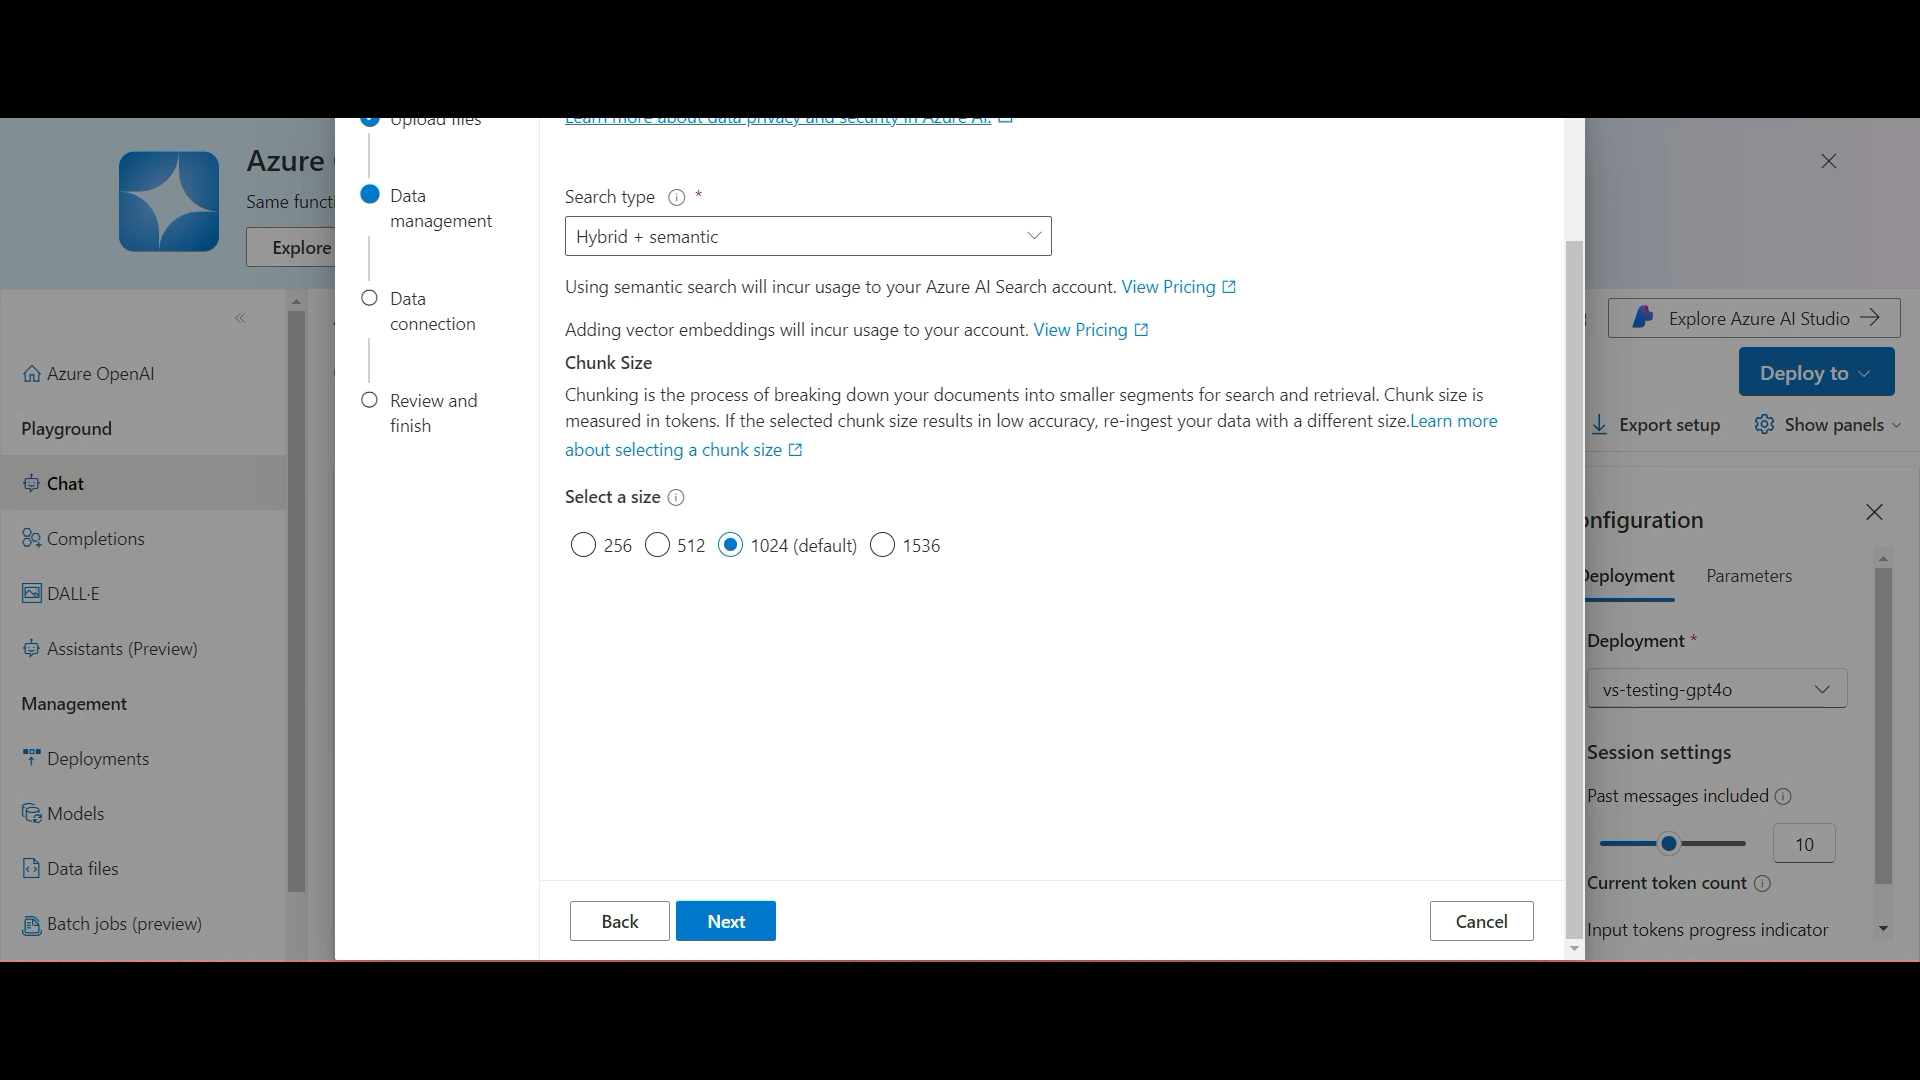 Upload files
Learn more about data privacy and security in Azure AI.
Azure
Same functi
Explore
Data
management
Search type *
Hybrid + semantic
Using semantic search will incur usage to your Azure AI Search account. View Pricing
Adding vector embeddings will incur usage to your account. View Pricing
Data
connection
Chunk Size
Chunking is the process of breaking down your documents into smaller segments for search and retrieval. Chunk size is
measured in tokens. If the selected chunk size results in low accuracy, re-ingest your data with a different size.Learn more
about selecting a chunk size
Review and
finish
Select a size
256 512 1024 (default) 1536
Back Next Cancel
Azure OpenAI
Playground
Chat
Completions
DALL·E
Assistants (Preview)
Management
Deployments
Models
Data files
Batch jobs (preview)
Explore Azure AI Studio
Deploy to
Export setup Show panels
onfiguration
Deployment Parameters
Deployment *
vs-testing-gpt4o
Session settings
Past messages included
10
Current token count
Input tokens progress indicator